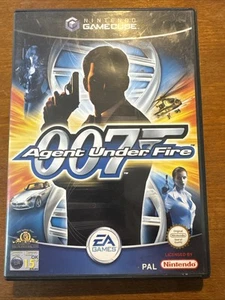 NINTENDO
GAMECUBE
007
Agent Under Fire
EA
GAMES
PAL
Nintendo